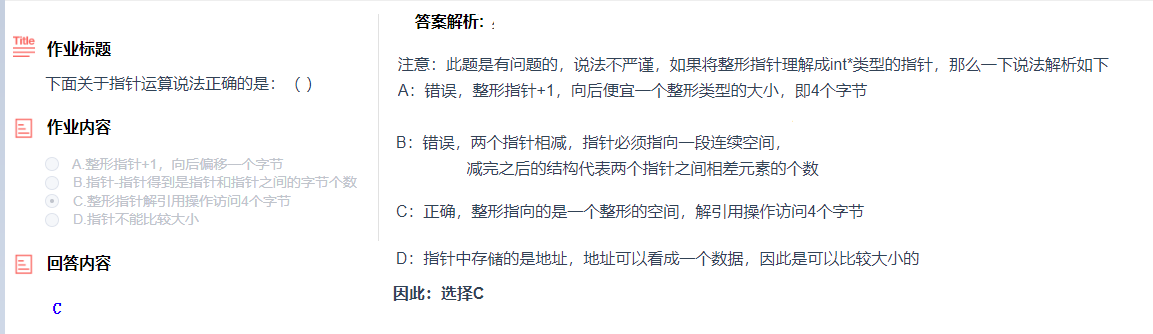 Title 作业标题
下面关于指针运算说法正确的是：（ ）
作业内容
A.整形指针+1，向后偏移一个字节
B.指针-指针得到是指针和指针之间的字节个数
C.整形指针解引用操作访问4个字节
D.指针不能比较大小
回答内容
C
答案解析：
注意：此题是有问题的，说法不严谨，如果将整形指针理解成int*类型的指针，那么一下说法解析如下
A：错误，整形指针+1，向后便宜一个整形类型的大小，即4个字节
B：错误，两个指针相减，指针必须指向一段连续空间，
减完之后的结构代表两个指针之间相差元素的个数
C：正确，整形指向的是一个整形的空间，解引用操作访问4个字节
D：指针中存储的是地址，地址可以看成一个数据，因此是可以比较大小的
因此：选择C